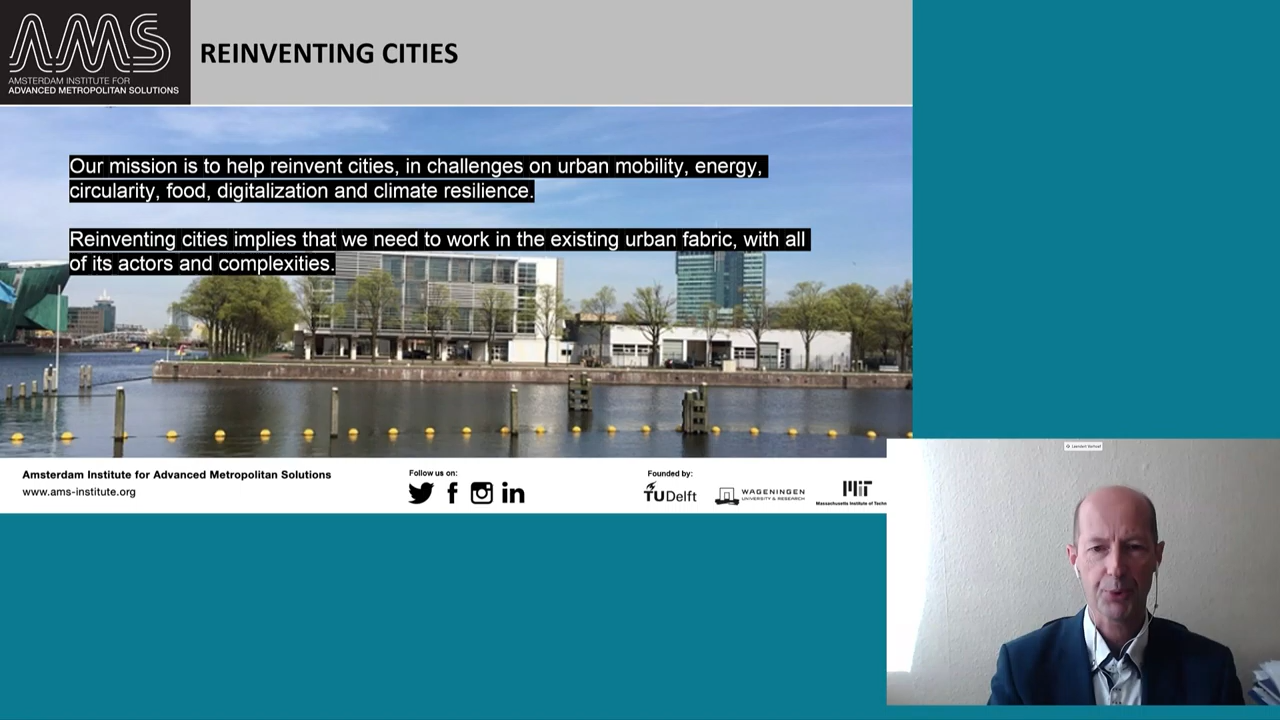 AMS
AMSTERDAM INSTITUTE FOR
ADVANCED METROPOLITAN SOLUTIONS
REINVENTING CITIES
Our mission is to help reinvent cities, in challenges on urban mobility, energy,
circularity, food, digitalization and climate resilience.
Reinventing cities implies that we need to work in the existing urban fabric, with all
of its actors and complexities.
Amsterdam Institute for Advanced Metropolitan Solutions
www.ams-institute.org
Follow us on:
Founded by:
TUDelft
WAGENINGEN
UNIVERSITY & RESEARCH
MIT
Massachusetts Institute of Techn
Leendert Verhoef